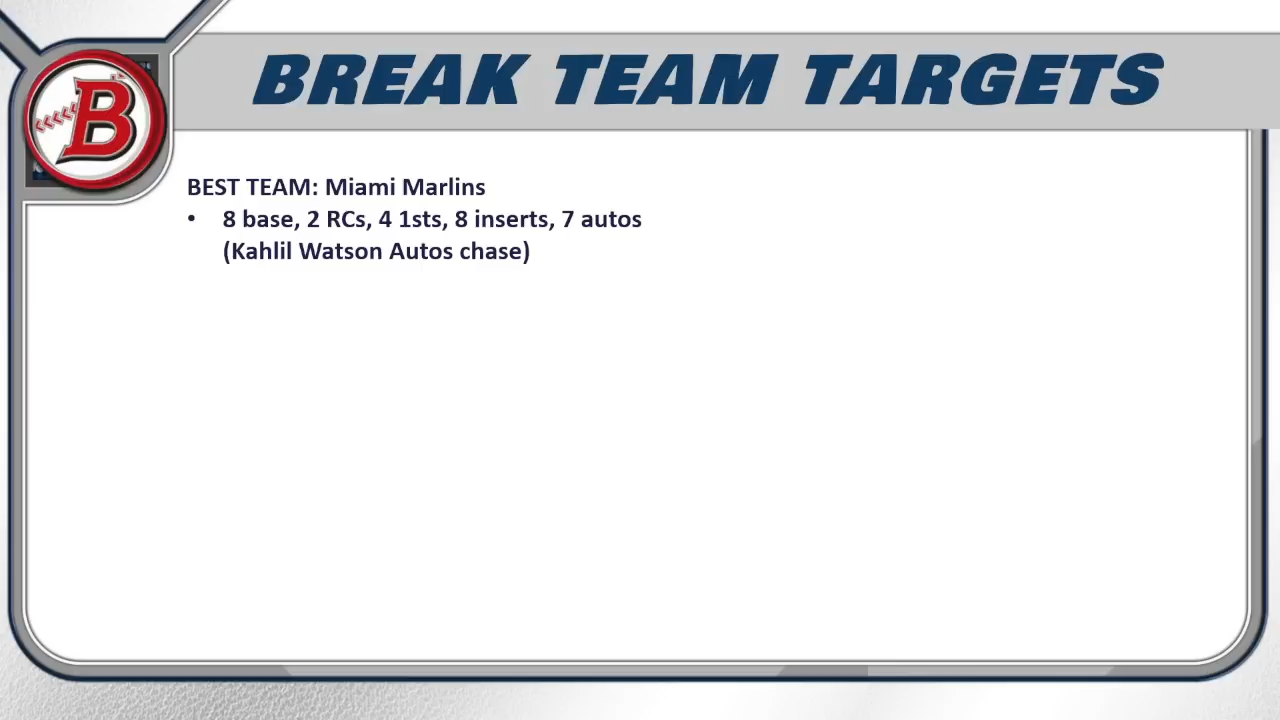 B
BREAK TEAM TARGETS
BEST TEAM: Miami Marlins
• 8 base, 2 RCs, 4 1sts, 8 inserts, 7 autos
(Kahlil Watson Autos chase)